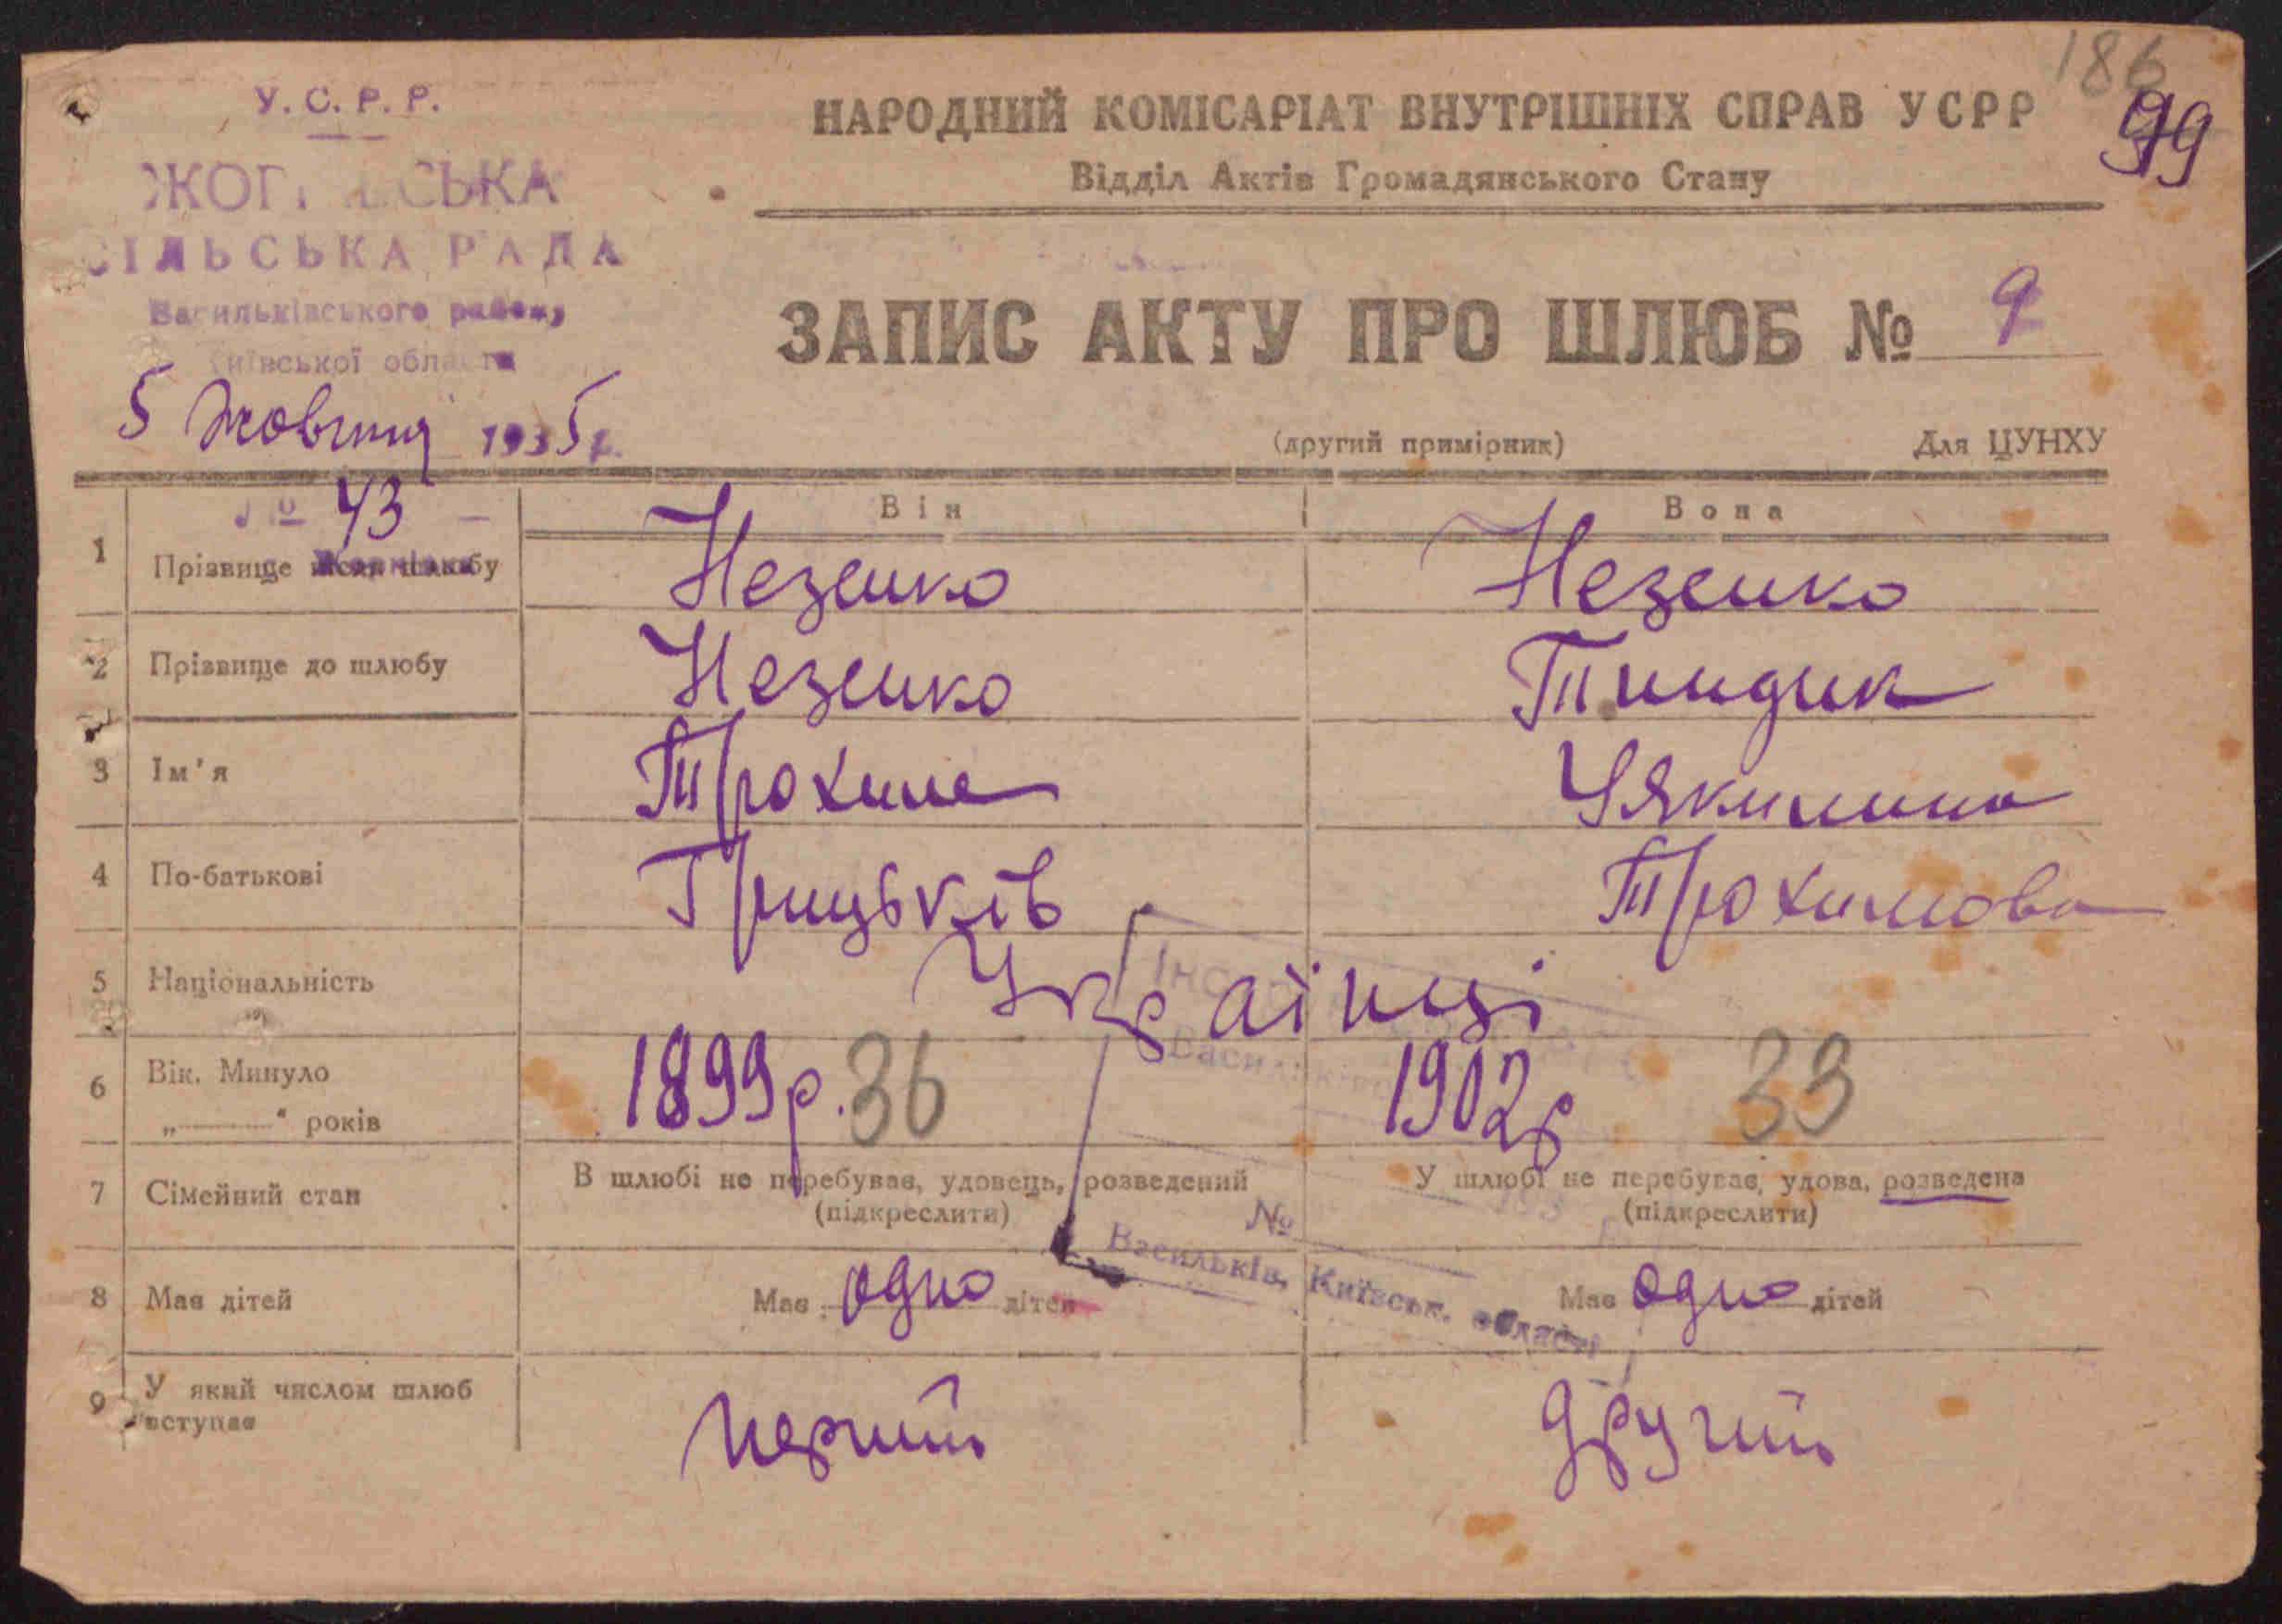 186
99
У.С.Р.Р.
СІЛЬСЬКА РАДА
Васильківського району
Київської області
5 Жовтня 1935 р.
№ 43
НАРОДНИЙ КОМІСАРІАТ ВНУТРІШНІХ СПРАВ УСРР
Відділ Актів Громадянського Стану
ЗАПИС АКТУ ПРО ШЛЮБ № 9
(другий примірник) Для ЦУНХУ
Він Вона
1 Прізвище після шлюбу Незенко Незенко
2 Прізвище до шлюбу Незенко
3 Ім'я Трохим
4 По-батькові Грицьків Трохимова
5 Національність Українці
6 Вік. Минуло 1899 р. 36 1902 р 33
„——“ років
7 Сімейний стан В шлюбі не перебував, удовець, розведений У шлюбі не перебуває, удова, розведена
(підкреслити) (підкреслити)
№
Васильків, Київськ. області
8 Має дітей Має одно дітей Має одно дітей
9 У який числом шлюб перший другий
вступає